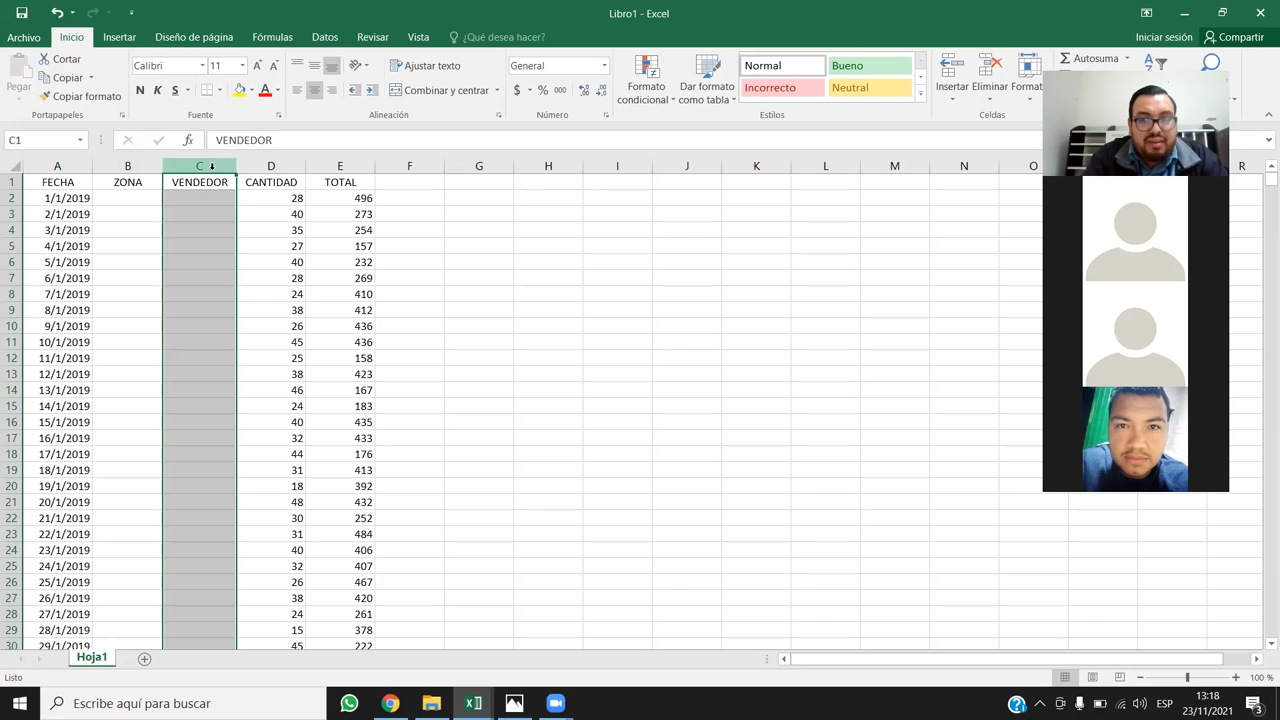 Libro1 - Excel
Archivo Inicio Insertar Diseño de página Fórmulas Datos Revisar Vista ¿Qué desea hacer? Iniciar sesión Compartir
Cortar
Copiar
Copiar formato
Pegar
Calibri 11
N K S
Ajustar texto
Combinar y centrar
General
$ % 000
Formato condicional
Dar formato como tabla
Normal Bueno
Incorrecto Neutral
Insertar Eliminar Formato
Autosuma
Portapapeles Fuente Alineación Número Estilos Celdas
C1 fx VENDEDOR
A B C D E F G H I J K L M N O R
1 FECHA ZONA VENDEDOR CANTIDAD TOTAL
2 1/1/2019 28 496
3 2/1/2019 40 273
4 3/1/2019 35 254
5 4/1/2019 27 157
6 5/1/2019 40 232
7 6/1/2019 28 269
8 7/1/2019 24 410
9 8/1/2019 38 412
10 9/1/2019 26 436
11 10/1/2019 45 436
12 11/1/2019 25 158
13 12/1/2019 38 423
14 13/1/2019 46 167
15 14/1/2019 24 183
16 15/1/2019 40 435
17 16/1/2019 32 433
18 17/1/2019 44 176
19 18/1/2019 31 413
20 19/1/2019 18 392
21 20/1/2019 48 432
22 21/1/2019 30 252
23 22/1/2019 31 484
24 23/1/2019 40 406
25 24/1/2019 32 407
26 25/1/2019 26 467
27 26/1/2019 38 420
28 27/1/2019 24 261
29 28/1/2019 15 378
30 29/1/2019 45 222
Hoja1
Listo 100 %
Escribe aquí para buscar
ESP
13:18
23/11/2021
3